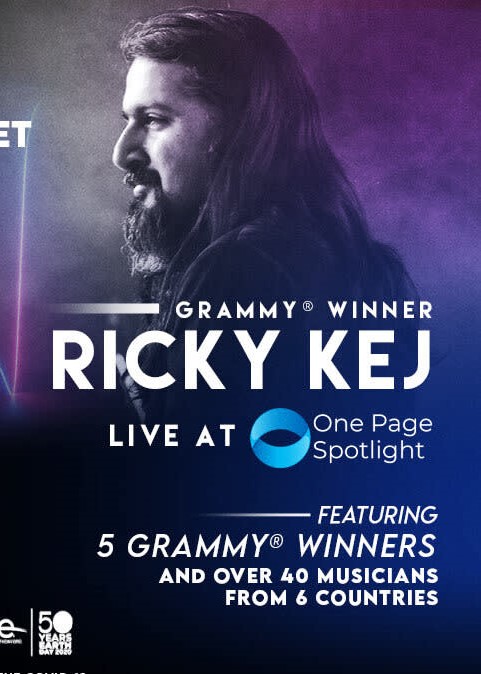 ET
GRAMMY® WINNER
RICKY KEJ
LIVE AT
One Page
Spotlight
FEATURING
5 GRAMMY® WINNERS
AND OVER 40 MUSICIANS
FROM 6 COUNTRIES
e.
50
YEARS
EARTH
DAY 2020